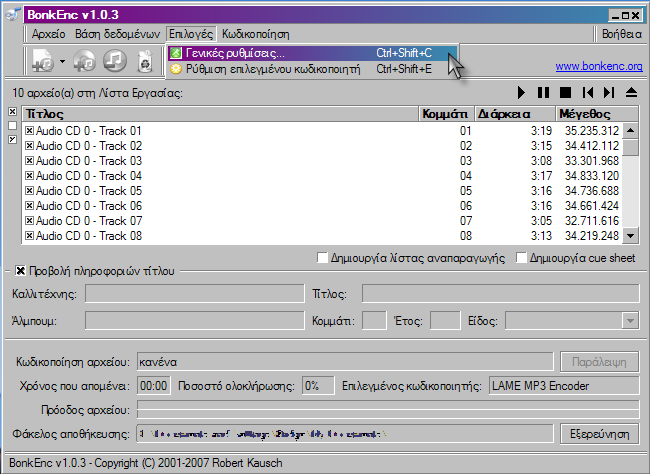 BonkEnc v1.0.3
Αρχείο Βάση δεδομένων Επιλογές Κωδικοποίηση Βοήθεια
Γενικές ρυθμίσεις... Ctrl+Shift+C
Ρύθμιση επιλεγμένου κωδικοποιητή Ctrl+Shift+E
www.bonkenc.org
10 αρχείο(α) στη Λίστα Εργασίας:
Τίτλος Κομμάτι Διάρκεια Μέγεθος
Audio CD 0 - Track 01 01 3:19 35.235.312
Audio CD 0 - Track 02 02 3:15 34.412.112
Audio CD 0 - Track 03 03 3:08 33.301.968
Audio CD 0 - Track 04 04 3:17 34.833.120
Audio CD 0 - Track 05 05 3:16 34.736.688
Audio CD 0 - Track 06 06 3:16 34.661.424
Audio CD 0 - Track 07 07 3:05 32.711.616
Audio CD 0 - Track 08 08 3:13 34.219.248
Δημιουργία λίστας αναπαραγωγής Δημιουργία cue sheet
Προβολή πληροφοριών τίτλου
Καλλιτέχνης: Τίτλος:
Άλμπουμ: Κομμάτι: Έτος: Είδος:
Κωδικοποίηση αρχείου: κανένα Παράλειψη
Χρόνος που απομένει: 00:00 Ποσοστό ολοκλήρωσης: 0% Επιλεγμένος κωδικοποιητής: LAME MP3 Encoder
Πρόοδος αρχείου:
Φάκελος αποθήκευσης: Εξερεύνηση
BonkEnc v1.0.3 - Copyright (C) 2001-2007 Robert Kausch